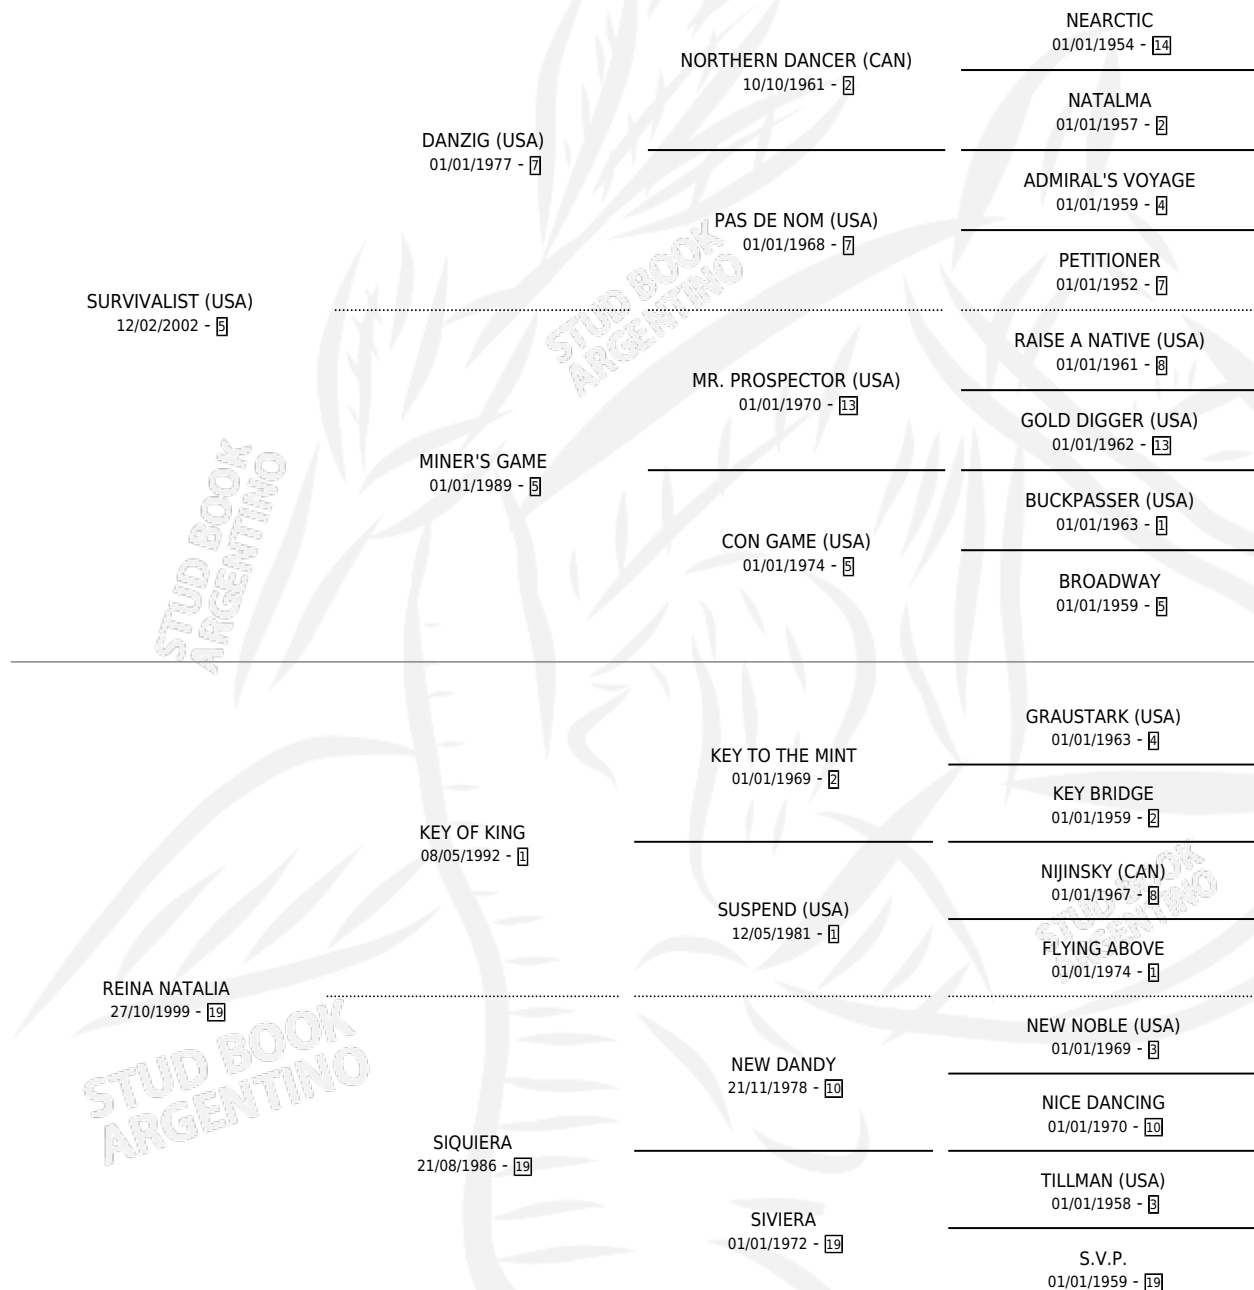 NEARCTIC
01/01/1954 - 14
NORTHERN DANCER (CAN)
10/10/1961 - 2
NATALMA
01/01/1957 - 2
DANZIG (USA)
01/01/1977 - 7
ADMIRAL'S VOYAGE
01/01/1959 - 4
PAS DE NOM (USA)
01/01/1968 - 7
PETITIONER
01/01/1952 - 7
SURVIVALIST (USA)
12/02/2002 - 5
STUD BOOK
ARGENTINO
RAISE A NATIVE (USA)
01/01/1961 - 8
MR. PROSPECTOR (USA)
01/01/1970 - 13
GOLD DIGGER (USA)
01/01/1962 - 13
MINER'S GAME
01/01/1989 - 5
BUCKPASSER (USA)
01/01/1963 - 1
CON GAME (USA)
01/01/1974 - 5
BROADWAY
01/01/1959 - 5
STUD BOOK
ARGENTINO
GRAUSTARK (USA)
01/01/1963 - 4
KEY TO THE MINT
01/01/1969 - 2
KEY BRIDGE
01/01/1959 - 2
KEY OF KING
08/05/1992 - 1
NIJINSKY (CAN)
01/01/1967 - 8
STUD BOOK
ARGENTINO
SUSPEND (USA)
12/05/1981 - 1
FLYING ABOVE
01/01/1974 - 1
REINA NATALIA
27/10/1999 - 19
STUD BOOK
ARGENTINO
NEW NOBLE (USA)
01/01/1969 - 3
NEW DANDY
21/11/1978 - 10
NICE DANCING
01/01/1970 - 10
SIQUIERA
21/08/1986 - 19
TILLMAN (USA)
01/01/1958 - 3
SIVIERA
01/01/1972 - 19
S.V.P.
01/01/1959 - 19